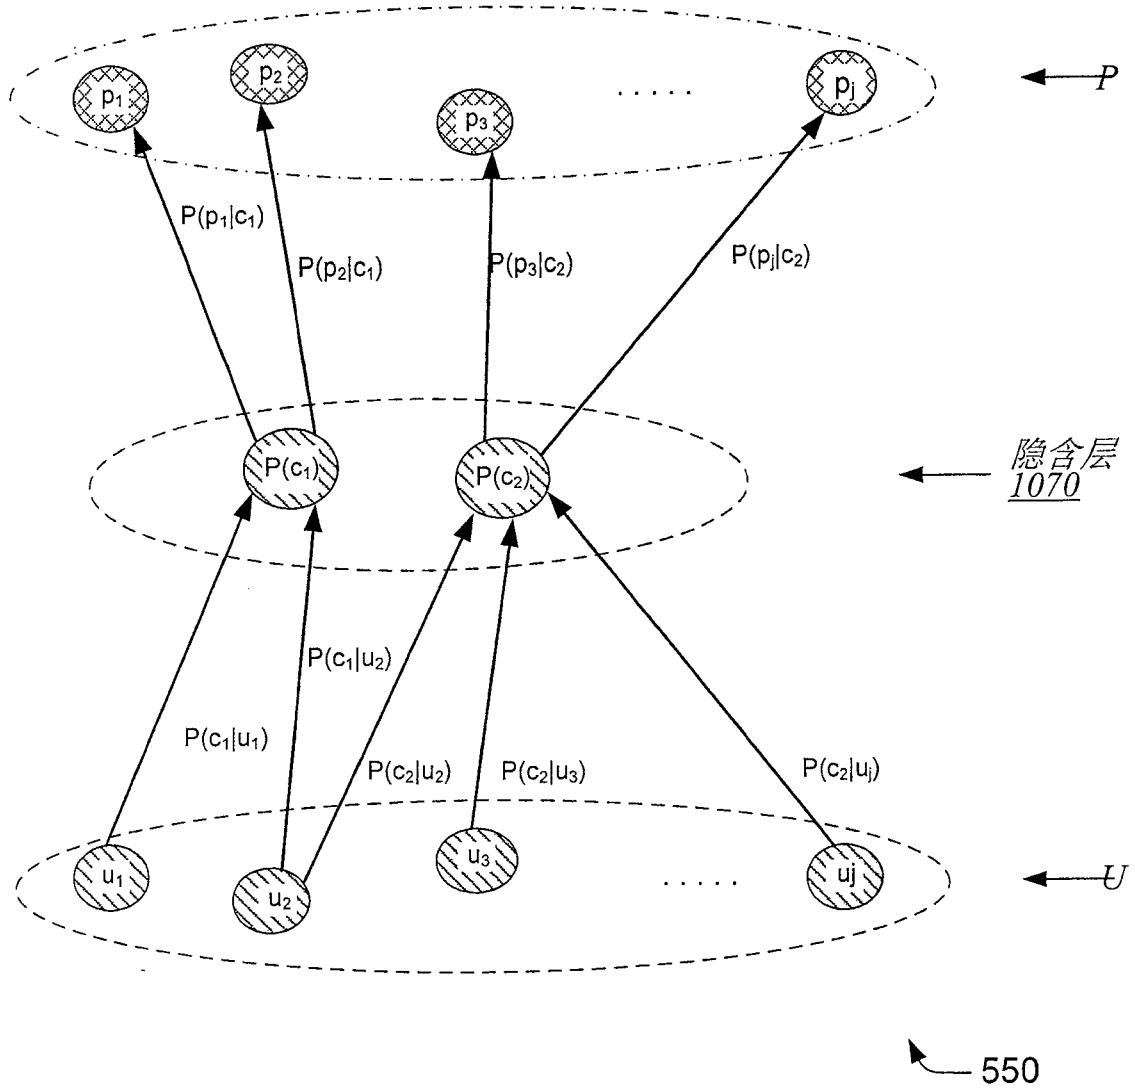 p₁ p₂ p₃ ..... pⱼ P
P(p₁|c₁) P(p₂|c₁) P(p₃|c₂) P(pⱼ|c₂)
P(c₁) P(c₂) 隐含层
1070
P(c₁|u₂)
P(c₁|u₁) P(c₂|u₂) P(c₂|u₃) P(c₂|uⱼ)
u₁ u₂ u₃ ..... uj U
550